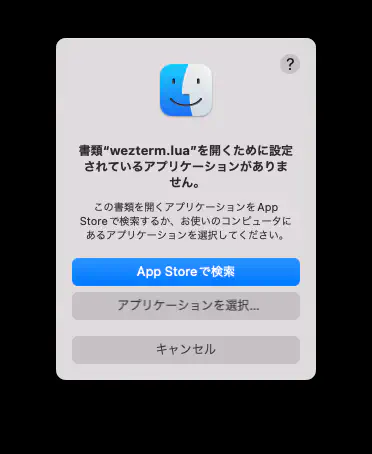 ?
書類“wezterm.lua”を開くために設定
されているアプリケーションがありま
せん。
この書類を開くアプリケーションをApp
Storeで検索するか、お使いのコンピュータに
あるアプリケーションを選択してください。
App Storeで検索
アプリケーションを選択...
キャンセル